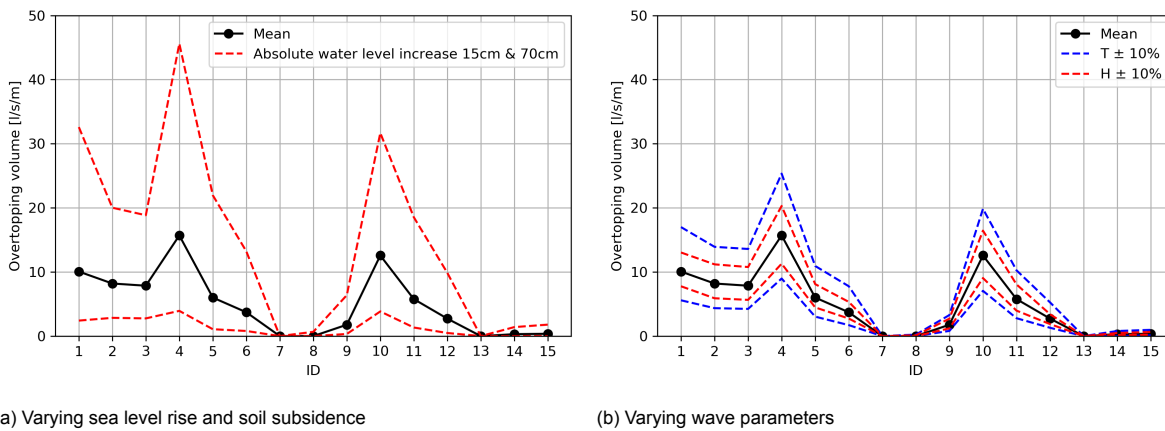 50
40
30
20
10
0
Overtopping volume [l/s/m]
Mean
Absolute water level increase 15cm & 70cm
1 2 3 4 5 6 7 8 9 10 11 12 13 14 15
ID
a) Varying sea level rise and soil subsidence
50
40
30
20
10
0
Overtopping volume [l/s/m]
Mean
T ± 10%
H ± 10%
1 2 3 4 5 6 7 8 9 10 11 12 13 14 15
ID
(b) Varying wave parameters